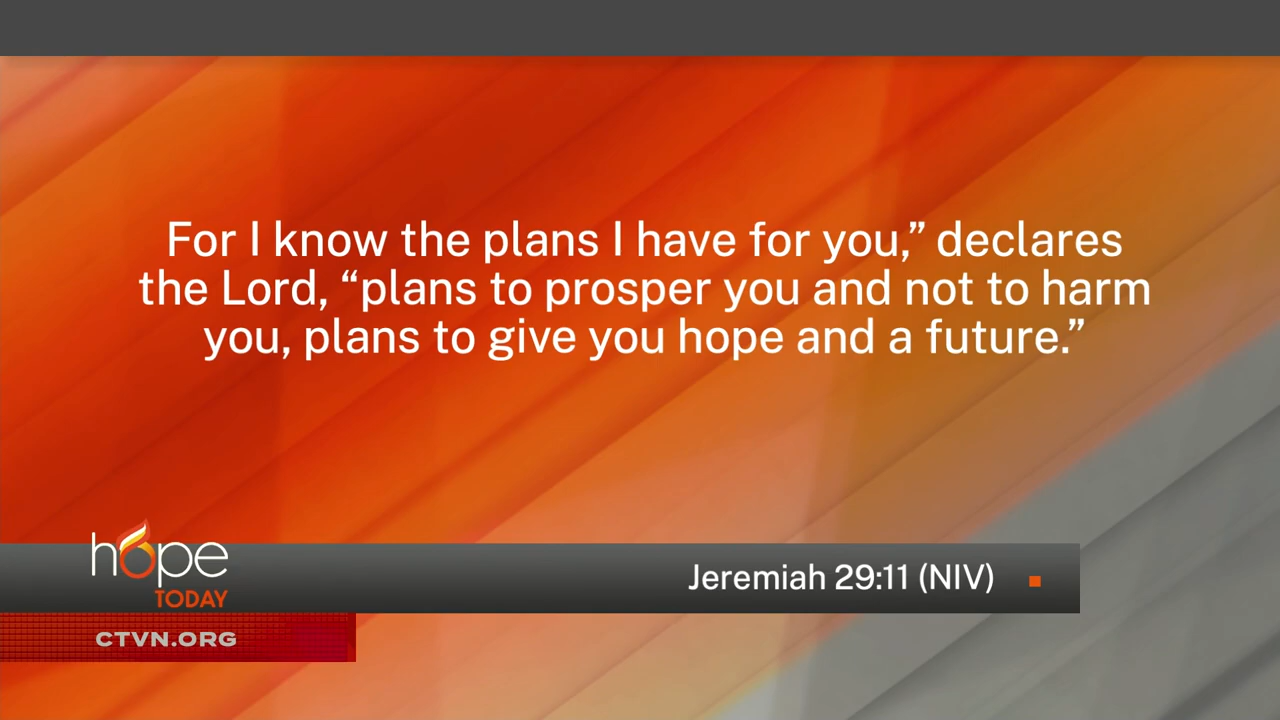 For I know the plans I have for you,” declares
the Lord, “plans to prosper you and not to harm
you, plans to give you hope and a future.”
hope
TODAY
Jeremiah 29:11 (NIV)
CTVN.ORG